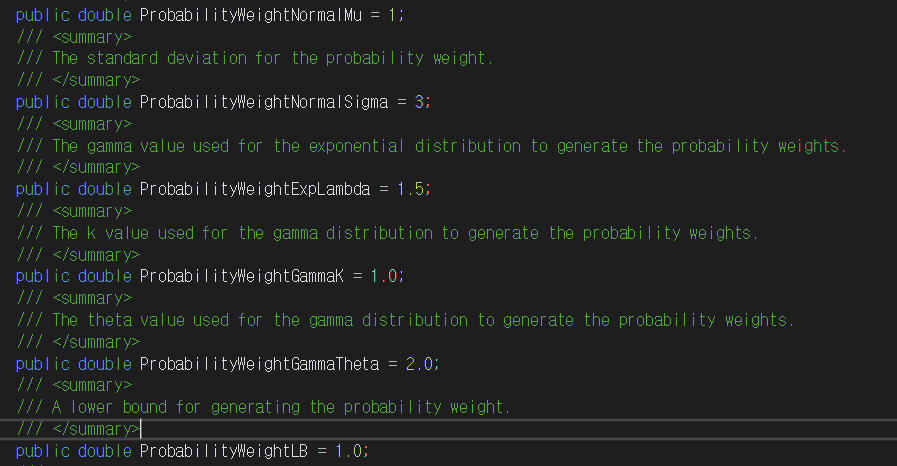 public double ProbabilityWeightNormalMu = 1;
/// <summary>
/// The standard deviation for the probability weight.
/// </summary>
public double ProbabilityWeightNormalSigma = 3;
/// <summary>
/// The gamma value used for the exponential distribution to generate the probability weights.
/// </summary>
public double ProbabilityWeightExpLambda = 1.5;
/// <summary>
/// The k value used for the gamma distribution to generate the probability weights.
/// </summary>
public double ProbabilityWeightGammaK = 1.0;
/// <summary>
/// The theta value used for the gamma distribution to generate the probability weights.
/// </summary>
public double ProbabilityWeightGammaTheta = 2.0;
/// <summary>
/// A lower bound for generating the probability weight.
/// </summary>
public double ProbabilityWeightLB = 1.0;